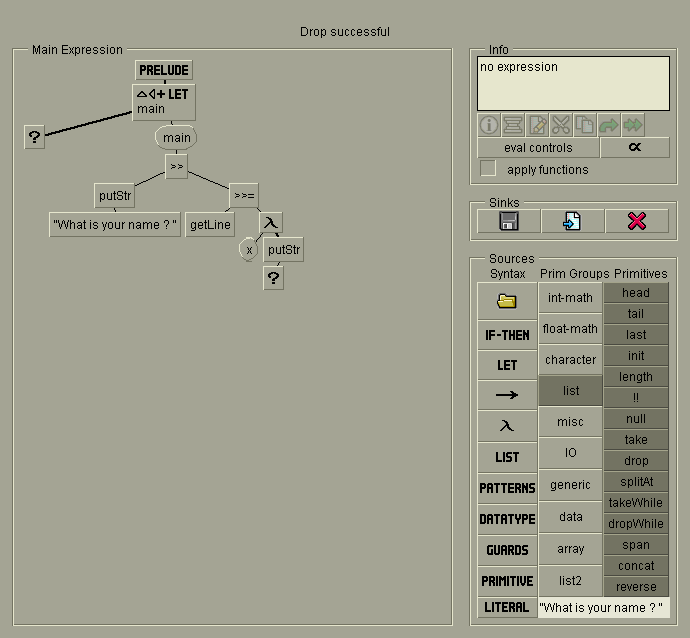 Drop successful
Main Expression
PRELUDE
LET
main
?
main
>>
putStr
>>=
"What is your name ? "
getLine
λ
x
putStr
?
Info
no expression
eval controls
∝
apply functions
Sinks
Sources
Syntax Prim Groups Primitives
int-math head
tail
IF-THEN float-math last
LET character init
length
→ list !!
λ misc null
take
LIST IO drop
PATTERNS generic splitAt
takeWhile
DATATYPE data dropWhile
GUARDS array span
concat
PRIMITIVE list2 reverse
LITERAL "What is your name ? "